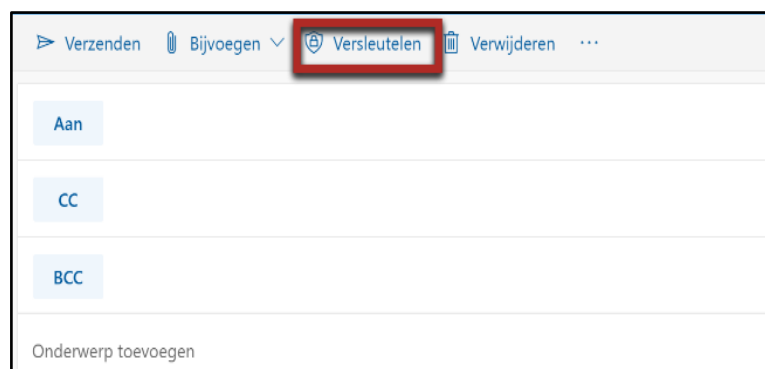 Verzenden Bijvoegen Versleutelen Verwijderen ...
Aan
CC
BCC
Onderwerp toevoegen